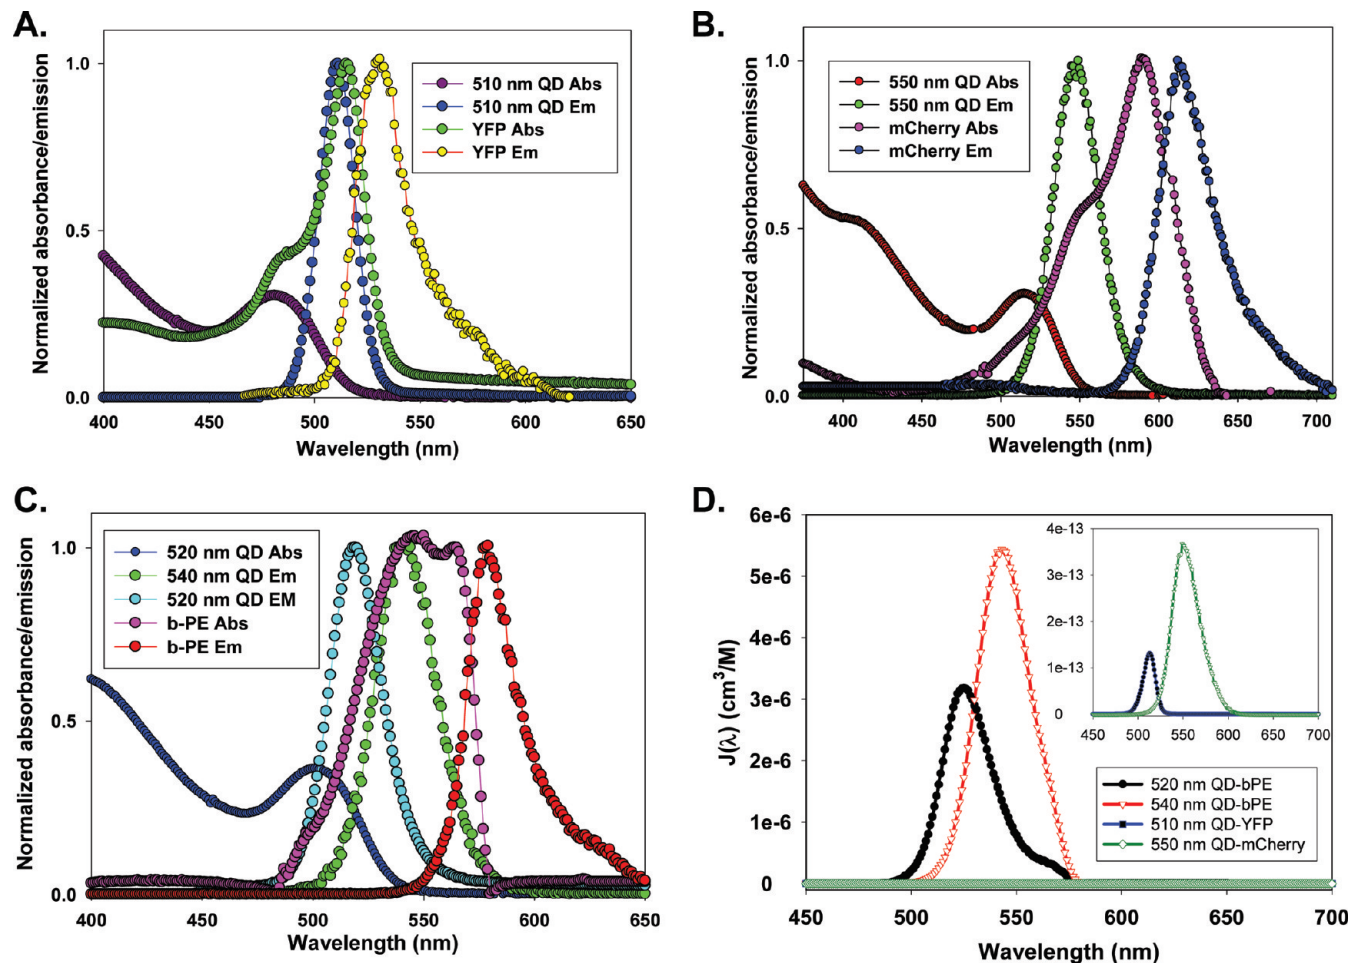 A.
Normalized absorbance/emission
1.0
0.5
0.0
400 450 500 550 600 650
Wavelength (nm)
510 nm QD Abs
510 nm QD Em
YFP Abs
YFP Em
B.
Normalized absorbance/emission
1.0
0.5
0.0
400 450 500 550 600 650 700
Wavelength (nm)
550 nm QD Abs
550 nm QD Em
mCherry Abs
mCherry Em
C.
Normalized absorbance/emission
1.0
0.5
0.0
400 450 500 550 600 650
Wavelength (nm)
520 nm QD Abs
540 nm QD Em
520 nm QD EM
b-PE Abs
b-PE Em
D.
J(λ) (cm³/M)
6e-6
5e-6
4e-6
3e-6
2e-6
1e-6
0
450 500 550 600 650 700
Wavelength (nm)
4e-13
3e-13
2e-13
1e-13
0
450 500 550 600 650 700
520 nm QD-bPE
540 nm QD-bPE
510 nm QD-YFP
550 nm QD-mCherry